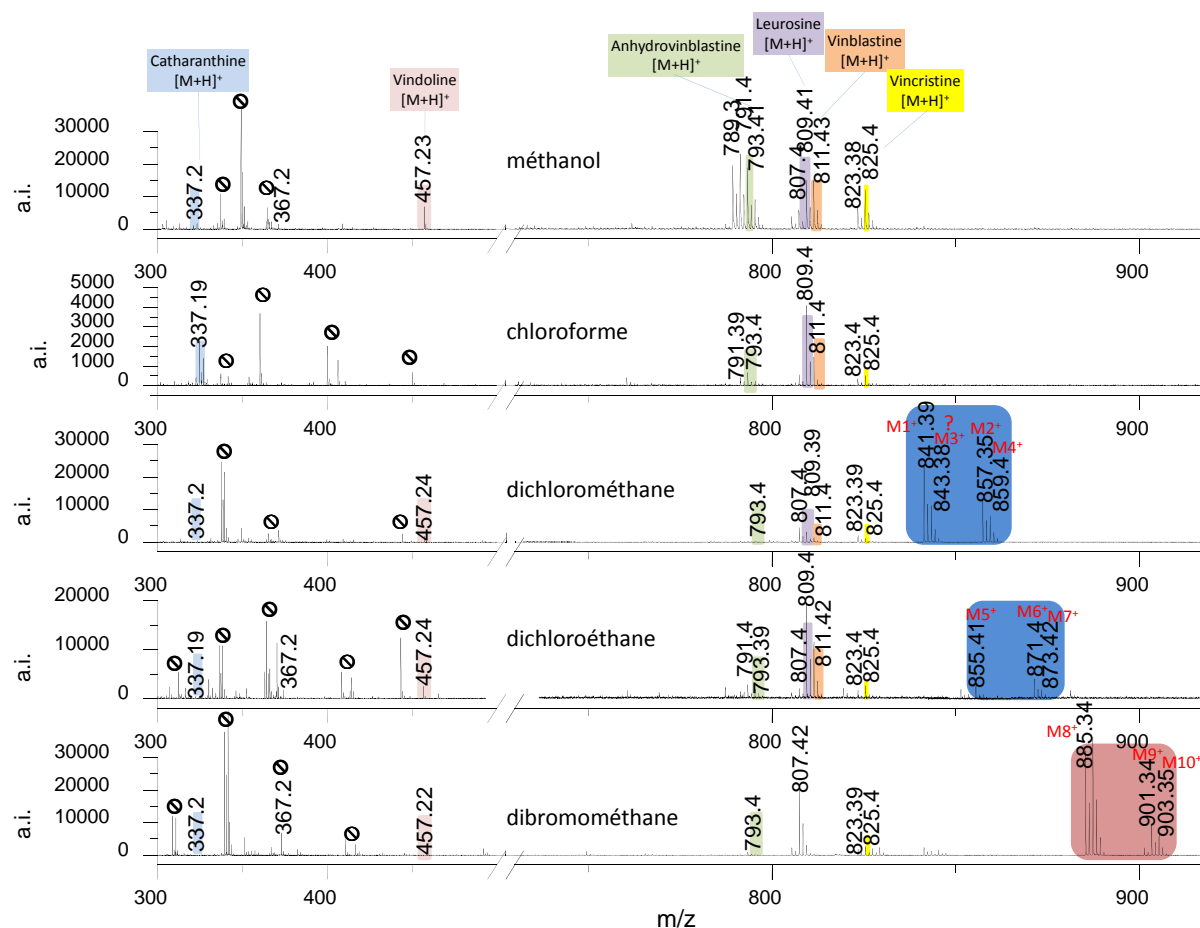 Catharanthine
[M+H]⁺
Vindoline
[M+H]⁺
Anhydrovinblastine
[M+H]⁺
Leurosine
[M+H]⁺
Vinblastine
[M+H]⁺
Vincristine
[M+H]⁺
a.i.
30000
20000
10000
0
337.2
367.2
457.23
méthanol
789.3
791.4
793.41
807.4
809.41
811.43
823.38
825.4
300
400
800
900
a.i.
5000
4000
3000
2000
1000
0
337.19
chloroforme
791.39
793.4
809.4
811.4
823.4
825.4
300
400
800
900
a.i.
30000
20000
10000
0
337.2
457.24
dichlorométhane
793.4
807.4
809.39
811.4
823.39
825.4
M1⁺
841.39
?
M3⁺
843.38
M2⁺
857.35
M4⁺
859.4
300
400
800
900
a.i.
20000
10000
0
337.19
367.2
457.24
dichloroéthane
791.4
793.39
807.4
809.4
811.42
823.4
825.4
M5⁺
855.41
M6⁺
871.4
M7⁺
873.42
300
400
800
900
a.i.
30000
20000
10000
0
337.2
367.2
457.22
dibromométhane
793.4
807.42
823.39
825.4
M8⁺
885.34
M9⁺
901.34
M10⁺
903.35
300
400
800
900
m/z